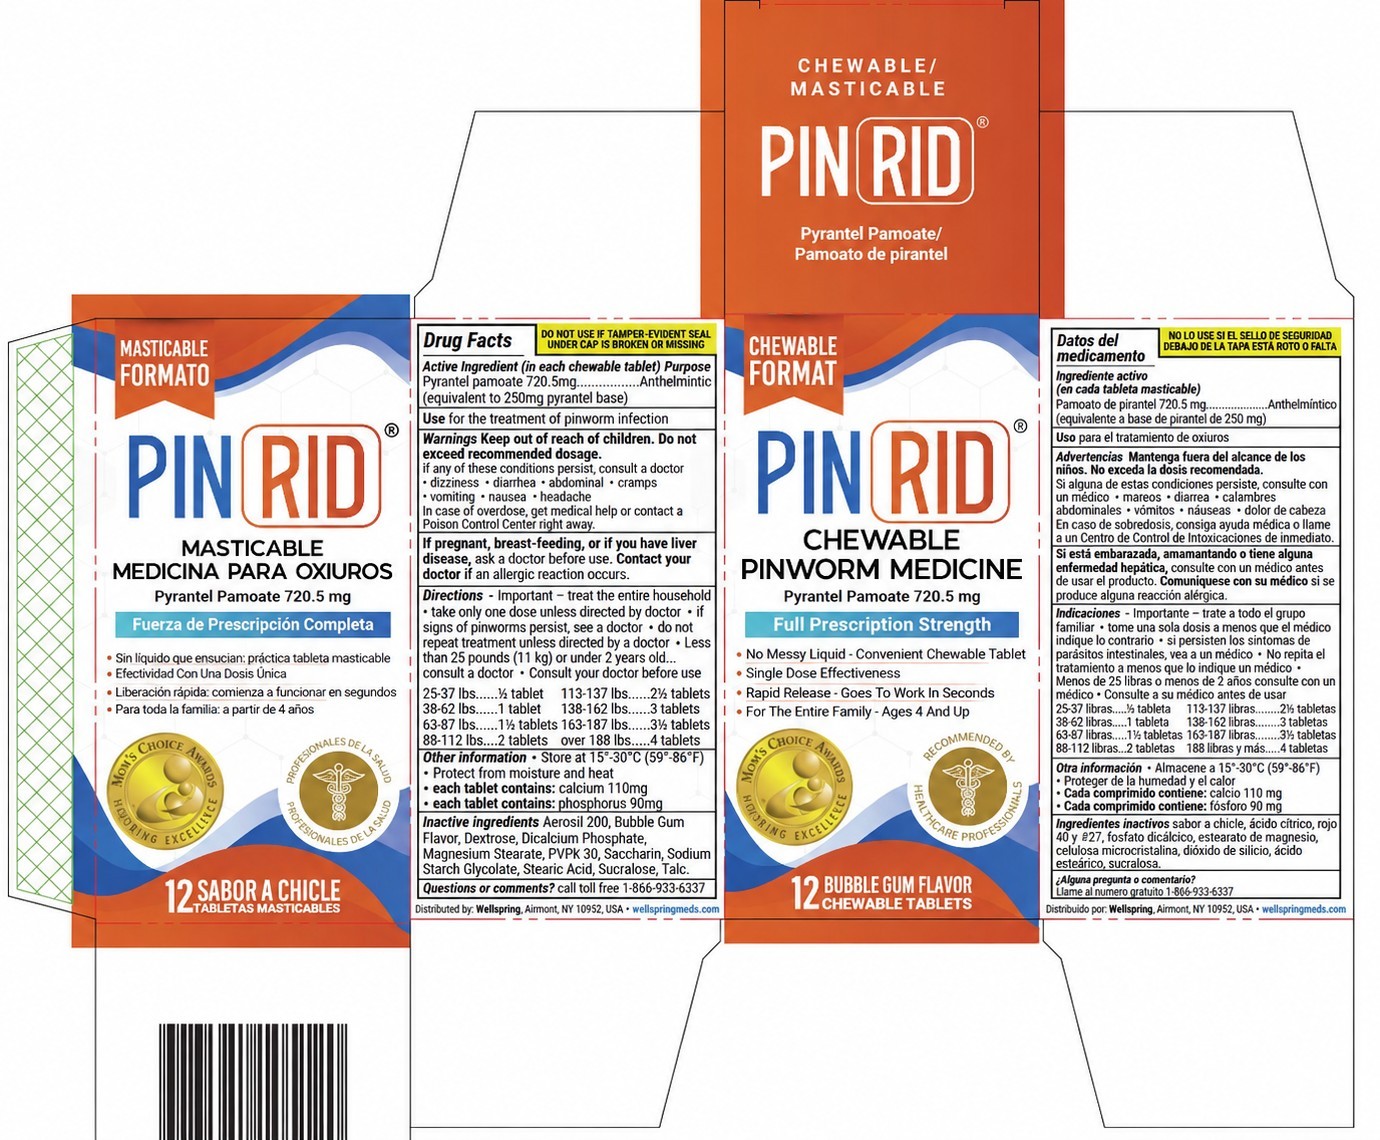 CHEWABLE/
MASTICABLE
PIN RID®
Pyrantel Pamoate/
Pamoato de pirantel
MASTICABLE
FORMATO
PIN RID®
MASTICABLE
MEDICINA PARA OXIUROS
Pyrantel Pamoate 720.5 mg
Fuerza de Prescripción Completa
• Sin líquido que ensucian: práctica tableta masticable
• Efectividad Con Una Dosis Única
• Liberación rápida: comienza a funcionar en segundos
• Para toda la familia: a partir de 4 años
MOM'S CHOICE AWARDS
HONORING EXCELLENCE
PROFESIONALES DE LA SALUD
PROFESIONALES DE LA SALUD
12 SABOR A CHICLE
TABLETAS MASTICABLES
Drug Facts
DO NOT USE IF TAMPER-EVIDENT SEAL
UNDER CAP IS BROKEN OR MISSING
Active Ingredient (in each chewable tablet) Purpose
Pyrantel pamoate 720.5mg.................Anthelmintic
(equivalent to 250mg pyrantel base)
Use for the treatment of pinworm infection
Warnings Keep out of reach of children. Do not
exceed recommended dosage.
if any of these conditions persist, consult a doctor
• dizziness • diarrhea • abdominal • cramps
• vomiting • nausea • headache
In case of overdose, get medical help or contact a
Poison Control Center right away.
If pregnant, breast-feeding, or if you have liver
disease, ask a doctor before use. Contact your
doctor if an allergic reaction occurs.
Directions - Important – treat the entire household
• take only one dose unless directed by doctor • if
signs of pinworms persist, see a doctor • do not
repeat treatment unless directed by a doctor • Less
than 25 pounds (11 kg) or under 2 years old...
consult a doctor • Consult your doctor before use
25-37 lbs......½ tablet 113-137 lbs......2½ tablets
38-62 lbs......1 tablet 138-162 lbs......3 tablets
63-87 lbs......1½ tablets 163-187 lbs......3½ tablets
88-112 lbs....2 tablets over 188 lbs.....4 tablets
Other information • Store at 15°-30°C (59°-86°F)
• Protect from moisture and heat
• each tablet contains: calcium 110mg
• each tablet contains: phosphorus 90mg
Inactive ingredients Aerosil 200, Bubble Gum
Flavor, Dextrose, Dicalcium Phosphate,
Magnesium Stearate, PVPK 30, Saccharin, Sodium
Starch Glycolate, Stearic Acid, Sucralose, Talc.
Questions or comments? call toll free 1-866-933-6337
Distributed by: Wellspring, Airmont, NY 10952, USA • wellspringmeds.com
CHEWABLE
FORMAT
PIN RID®
CHEWABLE
PINWORM MEDICINE
Pyrantel Pamoate 720.5 mg
Full Prescription Strength
• No Messy Liquid - Convenient Chewable Tablet
• Single Dose Effectiveness
• Rapid Release - Goes To Work In Seconds
• For The Entire Family - Ages 4 And Up
MOM'S CHOICE AWARDS
HONORING EXCELLENCE
RECOMMENDED BY
HEALTHCARE PROFESSIONALS
12 BUBBLE GUM FLAVOR
CHEWABLE TABLETS
Datos del
medicamento
NO LO USE SI EL SELLO DE SEGURIDAD
DEBAJO DE LA TAPA ESTÁ ROTO O FALTA
Ingrediente activo
(en cada tableta masticable)
Pamoato de pirantel 720.5 mg....................Anthelmíntico
(equivalente a base de pirantel de 250 mg)
Uso para el tratamiento de oxiuros
Advertencias Mantenga fuera del alcance de los
niños. No exceda la dosis recomendada.
Si alguna de estas condiciones persiste, consulte con
un médico • mareos • diarrea • calambres
abdominales • vómitos • náuseas • dolor de cabeza
En caso de sobredosis, consiga ayuda médica o llame
a un Centro de Control de Intoxicaciones de inmediato.
Si está embarazada, amamantando o tiene alguna
enfermedad hepática, consulte con un médico antes
de usar el producto. Comuniquese con su médico si se
produce alguna reacción alérgica.
Indicaciones - Importante – trate a todo el grupo
familiar • tome una sola dosis a menos que el médico
indique lo contrario • si persisten los sintomas de
parásitos intestinales, vea a un médico • No repita el
tratamiento a menos que lo indique un médico •
Menos de 25 libras o menos de 2 años consulte con un
médico • Consulte a su médico antes de usar
25-37 libras.....½ tableta 113-137 libras........2½ tabletas
38-62 libras.....1 tableta 138-162 libras........3 tabletas
63-87 libras.....1½ tabletas 163-187 libras........3½ tabletas
88-112 libras...2 tabletas 188 libras y más.....4 tabletas
Otra información • Almacene a 15°-30°C (59°-86°F)
• Proteger de la humedad y el calor
• Cada comprimido contiene: calcio 110 mg
• Cada comprimido contiene: fósforo 90 mg
Ingredientes inactivos sabor a chicle, ácido cítrico, rojo
40 y #27, fosfato dicálcico, estearato de magnesio,
celulosa microcristalina, dióxido de silicio, ácido
esteárico, sucralosa.
¿Alguna pregunta o comentario?
Llame al numero gratuito 1-866-933-6337
Distribuido por: Wellspring, Airmont, NY 10952, USA • wellspringmeds.com